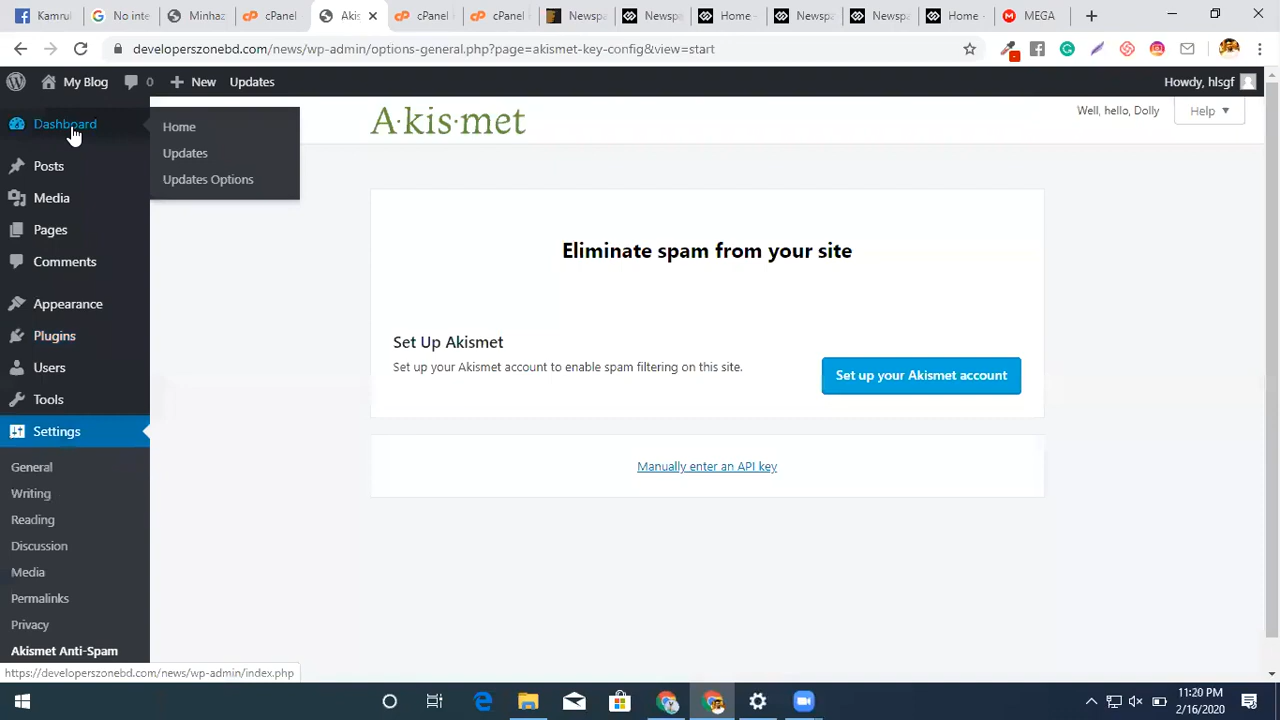 Kamrul
No inte
Minhaz
cPanel
Akis
cPanel F
cPanel F
Newspa
Newsp
Home -
Newsp
Newsp
Home -
MEGA
developerszonebd.com/news/wp-admin/options-general.php?page=akismet-key-config&view=start
My Blog 0 New Updates
Howdy, hlsgf
Dashboard
Home
Updates
Updates Options
Posts
Media
Pages
Comments
Appearance
Plugins
Users
Tools
Settings
General
Writing
Reading
Discussion
Media
Permalinks
Privacy
Akismet Anti-Spam
A·kis·met
Well, hello, Dolly
Help
Eliminate spam from your site
Set Up Akismet
Set up your Akismet account to enable spam filtering on this site.
Set up your Akismet account
Manually enter an API key
https://developerszonebd.com/news/wp-admin/index.php
11:20 PM
2/16/2020